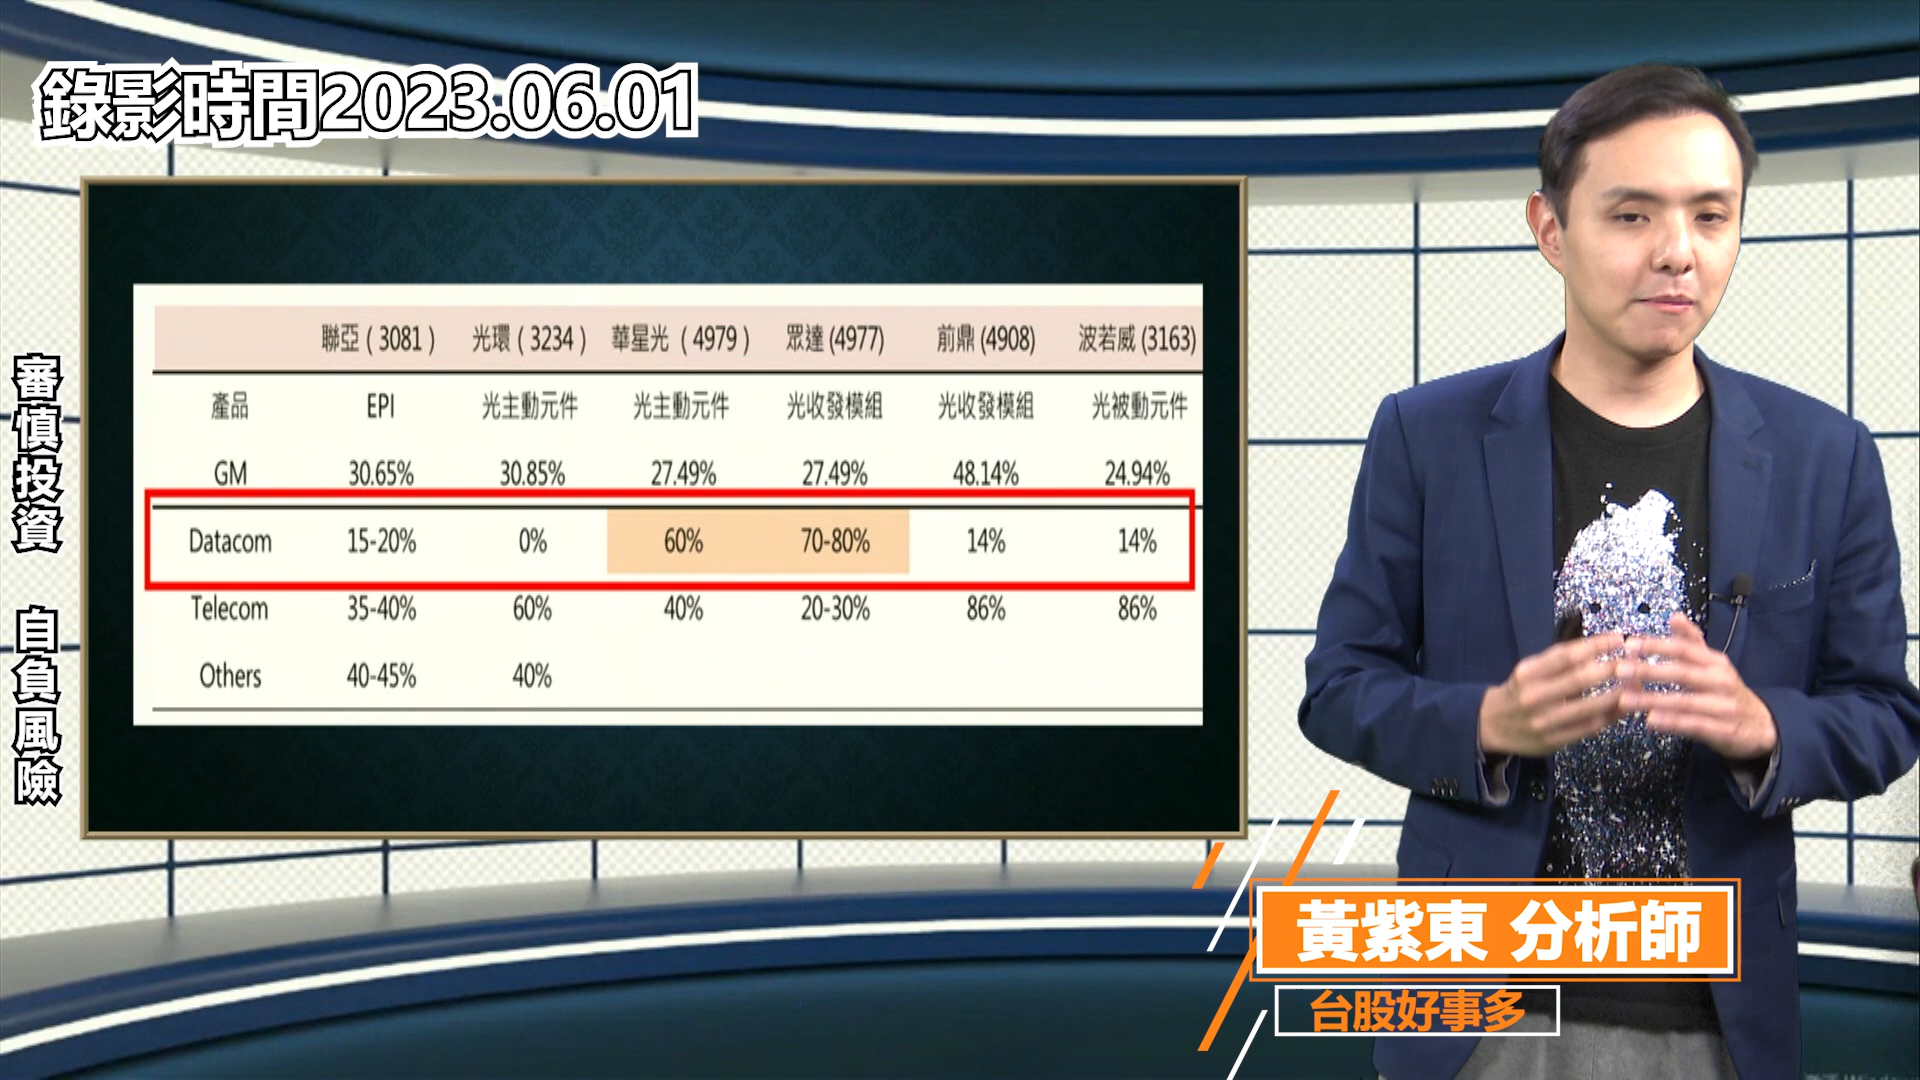 錄影時間2023.06.01
審慎投資 自負風險
聯亞 ( 3081 ) 光環 ( 3234 ) 華星光 ( 4979 ) 眾達 (4977) 前鼎 (4908) 波若威 (3163)
產品 EPI 光主動元件 光主動元件 光收發模組 光收發模組 光被動元件
GM 30.65% 30.85% 27.49% 27.49% 48.14% 24.94%
Datacom 15-20% 0% 60% 70-80% 14% 14%
Telecom 35-40% 60% 40% 20-30% 86% 86%
Others 40-45% 40%
黃紫東 分析師
台股好事多